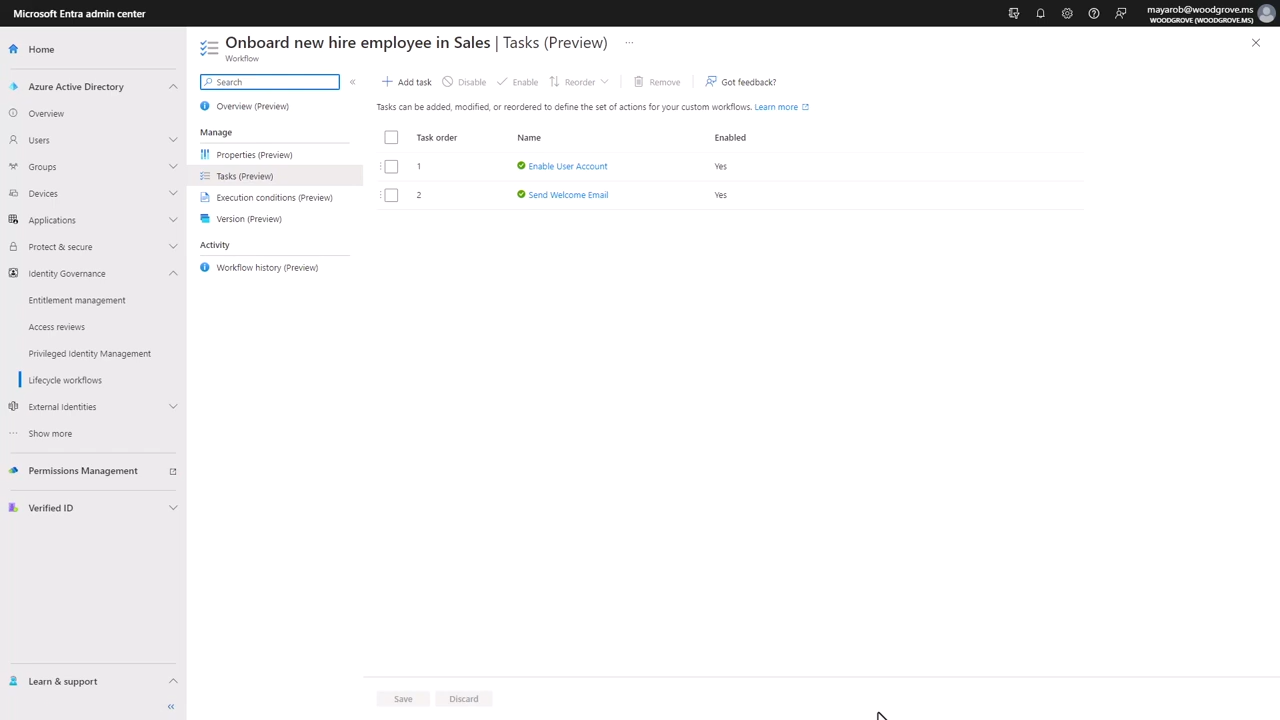 Microsoft Entra admin center
mayarob@woodgrove.ms
WOODGROVE (WOODGROVE.MS)
Home
Azure Active Directory
Overview
Users
Groups
Devices
Applications
Protect & secure
Identity Governance
Entitlement management
Access reviews
Privileged Identity Management
Lifecycle workflows
External Identities
Show more
Permissions Management
Verified ID
Learn & support
Onboard new hire employee in Sales | Tasks (Preview)
Workflow
Search
Overview (Preview)
Manage
Properties (Preview)
Tasks (Preview)
Execution conditions (Preview)
Version (Preview)
Activity
Workflow history (Preview)
Add task Disable Enable Reorder Remove Got feedback?
Tasks can be added, modified, or reordered to define the set of actions for your custom workflows. Learn more
Task order Name Enabled
1 Enable User Account Yes
2 Send Welcome Email Yes
Save Discard